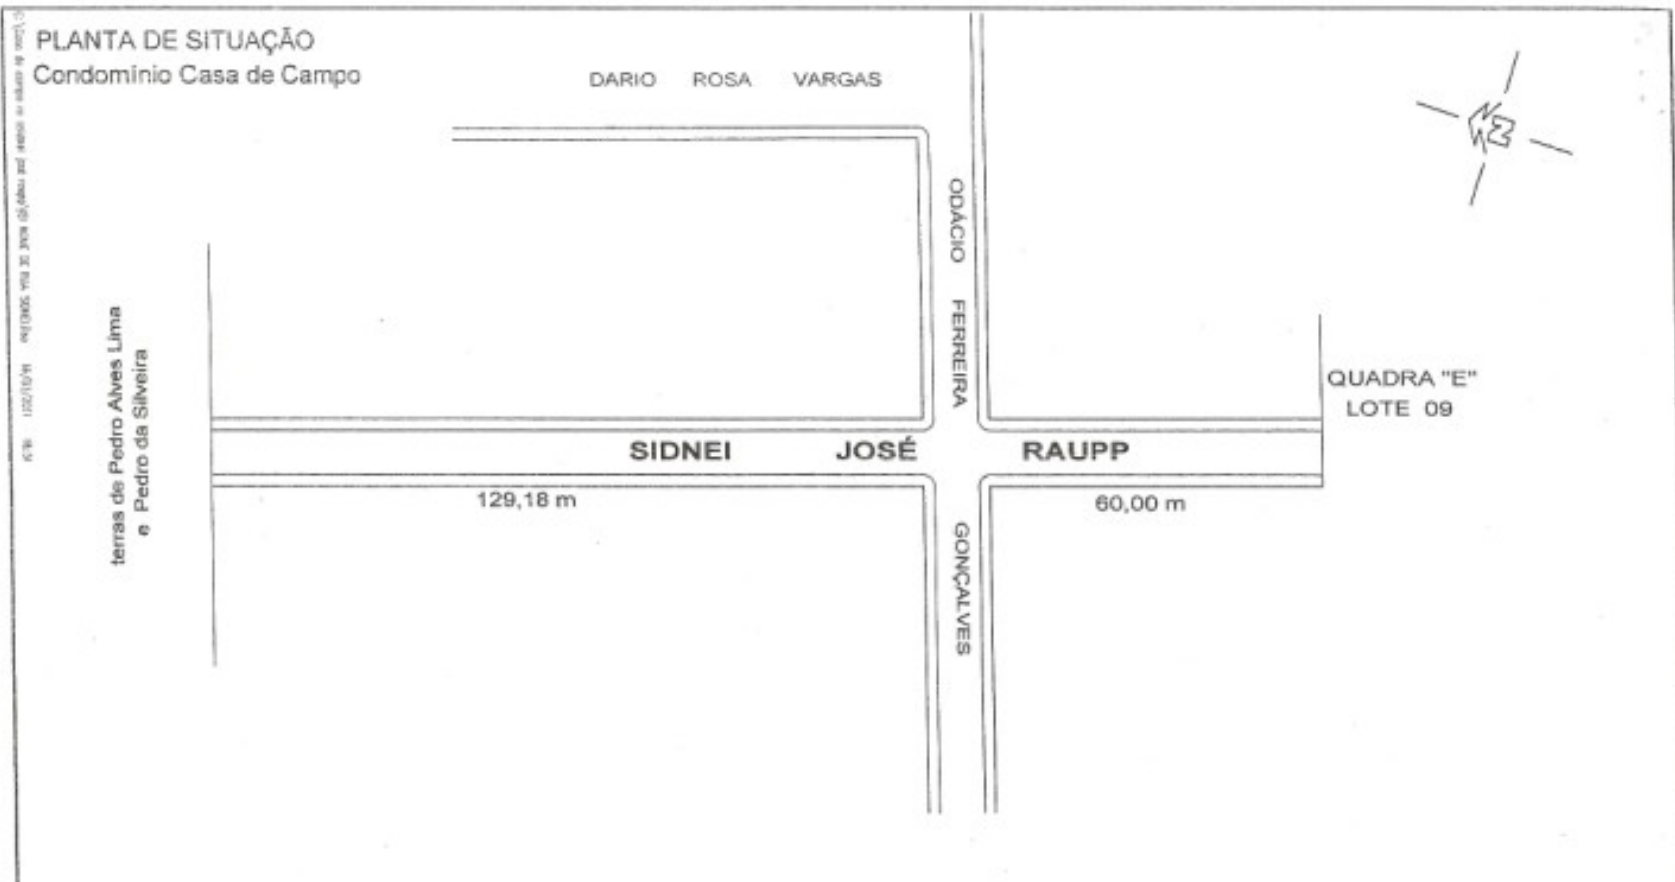 PLANTA DE SITUAÇÃO
Condomínio Casa de Campo
DARIO ROSA VARGAS
N
ODÁCIO FERREIRA GONÇALVES
terras de Pedro Alves Lima
e Pedro da Silveira
QUADRA "E"
LOTE 09
SIDNEI JOSÉ RAUPP
129,18 m
60,00 m